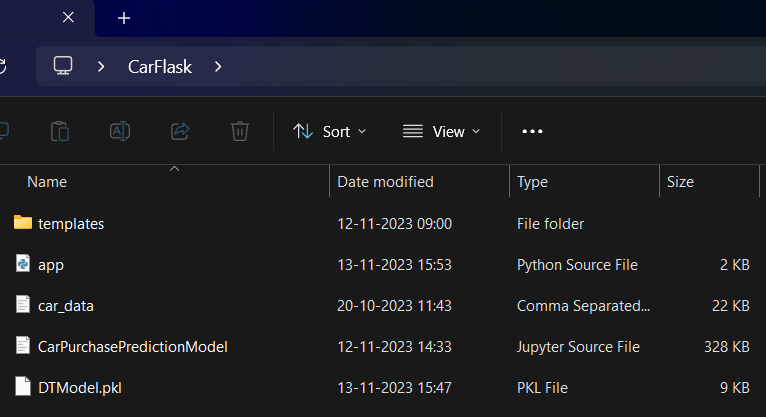 CarFlask
Sort View
Name Date modified Type Size
templates 12-11-2023 09:00 File folder
app 13-11-2023 15:53 Python Source File 2 KB
car_data 20-10-2023 11:43 Comma Separated... 22 KB
CarPurchasePredictionModel 12-11-2023 14:33 Jupyter Source File 328 KB
DTModel.pkl 13-11-2023 15:47 PKL File 9 KB